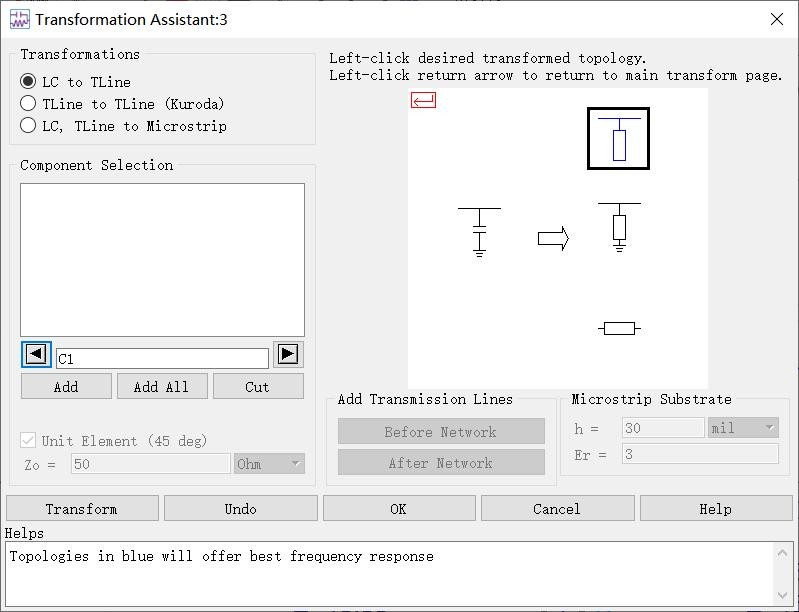 Transformation Assistant:3
Transformations
LC to TLine
TLine to TLine (Kuroda)
LC, TLine to Microstrip
Left-click desired transformed topology.
Left-click return arrow to return to main transform page.
Component Selection
C1
Add
Add All
Cut
Unit Element (45 deg)
Zo =
50
Ohm
Add Transmission Lines
Before Network
After Network
Microstrip Substrate
h =
30
mil
Er =
3
Transform
Undo
OK
Cancel
Help
Helps
Topologies in blue will offer best frequency response